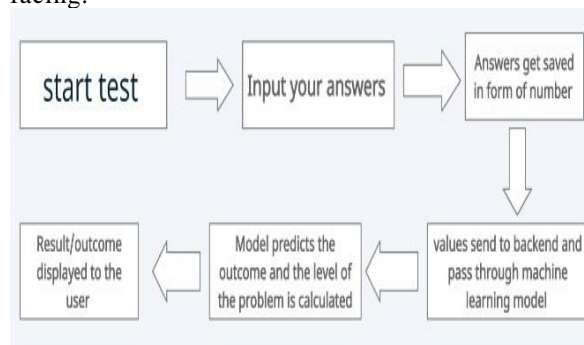 facing.
start test
Input your answers
Answers get saved
in form of number
values send to backend and
pass through machine
learning model
Model predicts the
outcome and the level of
the problem is calculated
Result/outcome
displayed to the
user